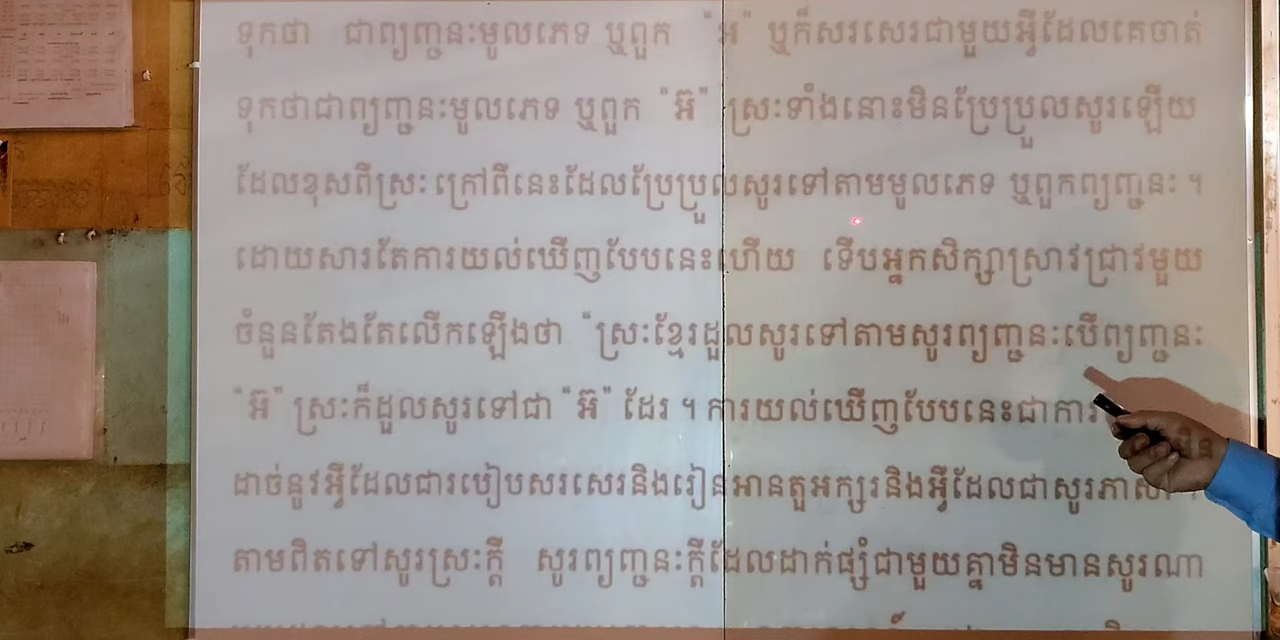 ទុកថា ជាព្យញ្ជនះមូលភេទ ឬពួក "អ" ឬក៏សរសេរជាមួយអ្វីដែលគេចាត់
ទុកថាជាព្យញ្ជនះមូលភេទ ឬពួក "អ៊" ស្រៈទាំងនោះមិនប្រែប្រួលសូរឡើយ
ដែលខុសពីស្រៈ ក្រៅពីនេះដែលប្រែប្រួលសូរទៅតាមមូលភេទ ឬពួកព្យញ្ជនះ ។
ដោយសារតែការយល់ឃើញបែបនេះហើយ ទើបអ្នកសិក្សាស្រាវជ្រាវមួយ
ចំនួនតែងតែលើកឡើងថា "ស្រៈខ្មែរដួលសូរទៅតាមសូរព្យញ្ជនះបើព្យញ្ជនះ
"អ៊" ស្រៈក៏ដួលសូរទៅជា "អ៊" ដែរ ។ ការយល់ឃើញបែបនេះជាការ
ដាច់នូវអ្វីដែលជារបៀបសរសេរនិងរៀនអានតួអក្សរនិងអ្វីដែលជាសូរភាសា ។
តាមពិតទៅសូរស្រៈក្តី សូរព្យញ្ជនះក្តីដែលដាក់ផ្សំជាមួយគ្នាមិនមានសូរណា